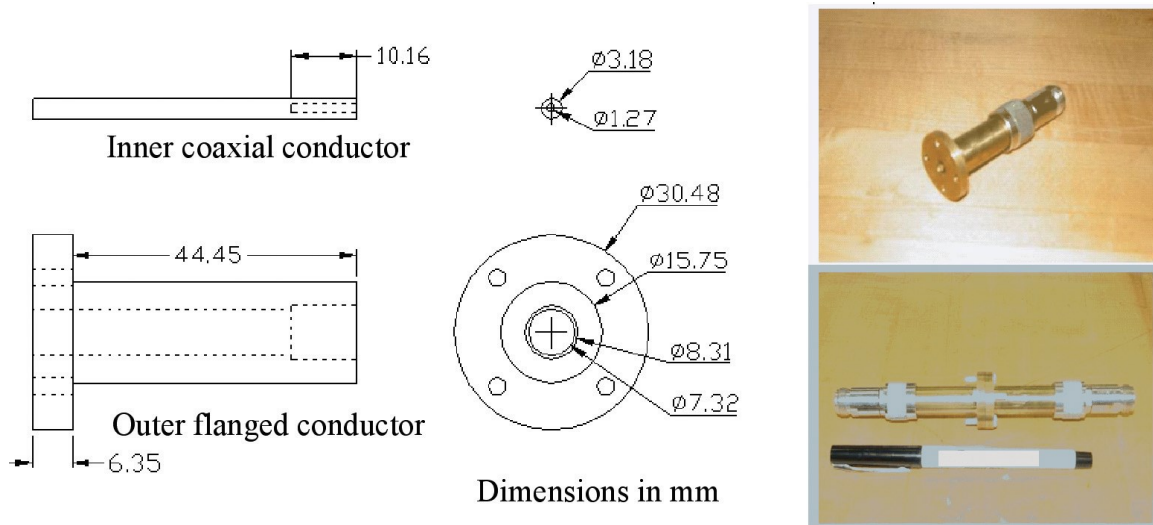 10.16
Inner coaxial conductor
ø3.18
ø1.27
44.45
Outer flanged conductor
6.35
ø30.48
ø15.75
ø8.31
ø7.32
Dimensions in mm